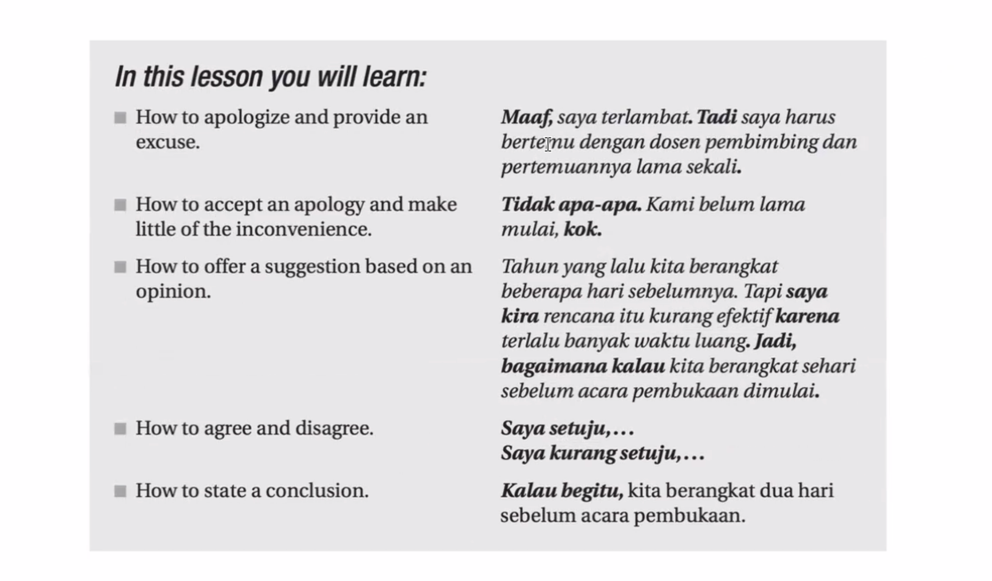 In this lesson you will learn:
How to apologize and provide an
excuse.
Maaf, saya terlambat. Tadi saya harus
bertemu dengan dosen pembimbing dan
pertemuannya lama sekali.
How to accept an apology and make
little of the inconvenience.
Tidak apa-apa. Kami belum lama
mulai, kok.
How to offer a suggestion based on an
opinion.
Tahun yang lalu kita berangkat
beberapa hari sebelumnya. Tapi saya
kira rencana itu kurang efektif karena
terlalu banyak waktu luang. Jadi,
bagaimana kalau kita berangkat sehari
sebelum acara pembukaan dimulai.
How to agree and disagree.
Saya setuju,...
Saya kurang setuju,...
How to state a conclusion.
Kalau begitu, kita berangkat dua hari
sebelum acara pembukaan.